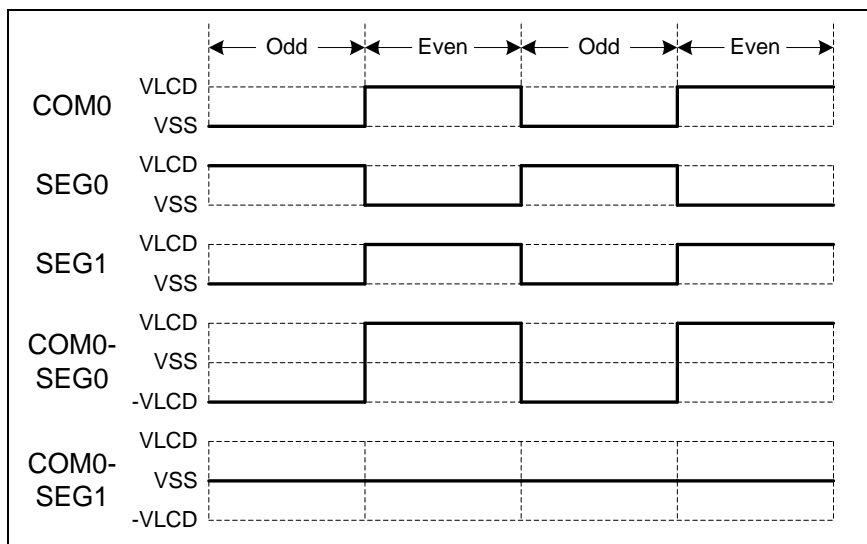 Odd Even Odd Even
VLCD
COM0
VSS
VLCD
SEG0
VSS
VLCD
SEG1
VSS
VLCD
COM0-
VSS
SEG0
-VLCD
VLCD
COM0-
VSS
SEG1
-VLCD